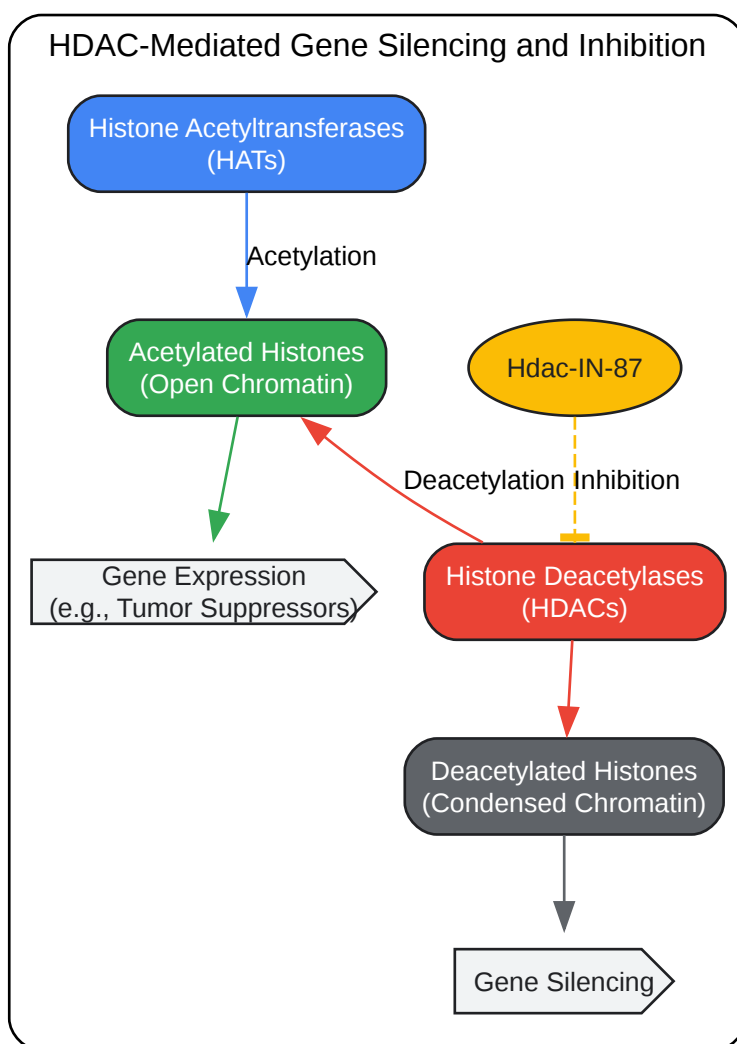 HDAC-Mediated Gene Silencing and Inhibition
Histone Acetyltransferases
(HATs)
Acetylation
Acetylated Histones
(Open Chromatin)
Hdac-IN-87
Deacetylation
Inhibition
Gene Expression
(e.g., Tumor Suppressors)
Histone Deacetylases
(HDACs)
Deacetylated Histones
(Condensed Chromatin)
Gene Silencing